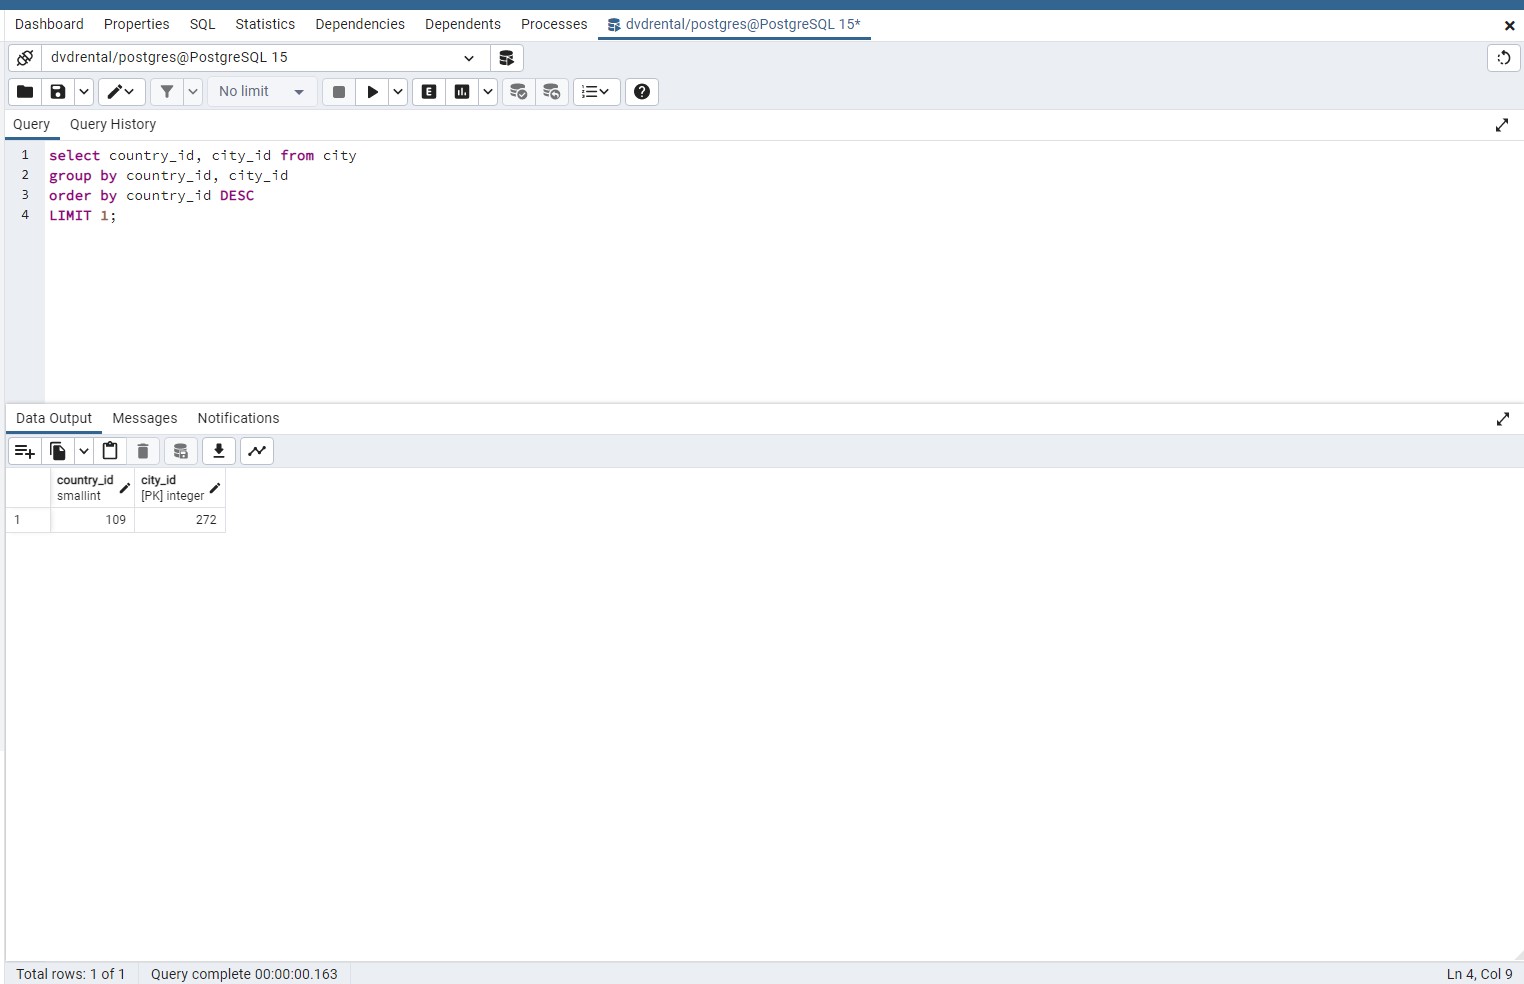 Dashboard Properties SQL Statistics Dependencies Dependents Processes dvdrental/postgres@PostgreSQL 15*
dvdrental/postgres@PostgreSQL 15
No limit E
Query Query History
1 select country_id, city_id from city
2 group by country_id, city_id
3 order by country_id DESC
4 LIMIT 1;
Data Output Messages Notifications
country_id city_id
smallint [PK] integer
1 109 272
Total rows: 1 of 1 Query complete 00:00:00.163 Ln 4, Col 9